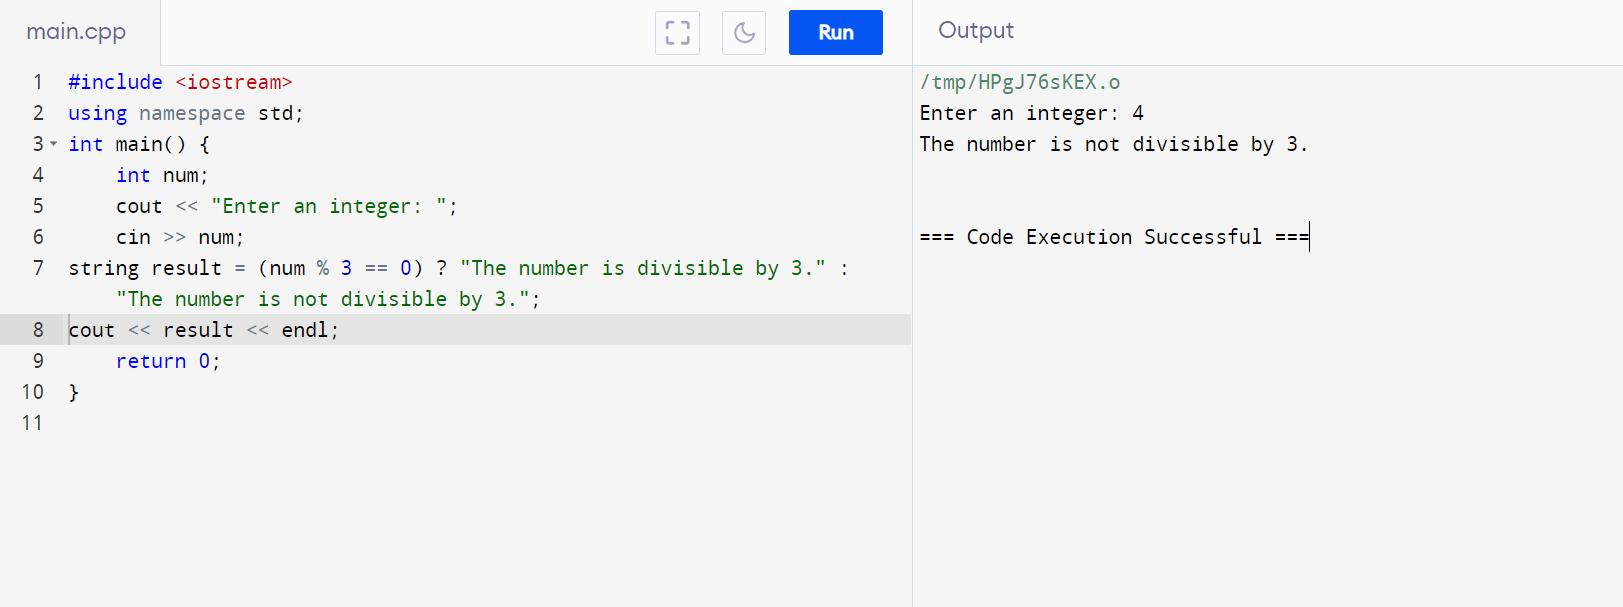 main.cpp
Run
Output
1 #include <iostream>
2 using namespace std;
3 int main() {
4     int num;
5     cout << "Enter an integer: ";
6     cin >> num;
7 string result = (num % 3 == 0) ? "The number is divisible by 3." :
    "The number is not divisible by 3.";
8 cout << result << endl;
9     return 0;
10 }
11
/tmp/HPgJ76sKEX.o
Enter an integer: 4
The number is not divisible by 3.
=== Code Execution Successful ===